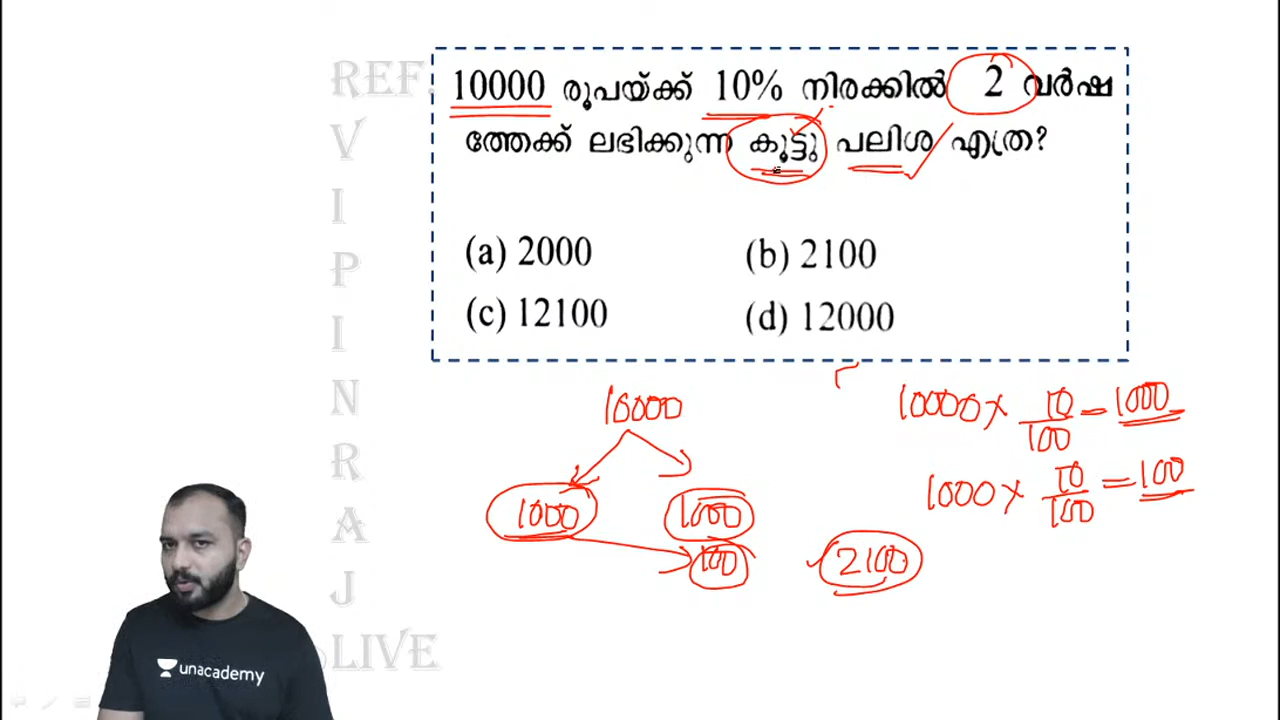 REF.
V
I
P
I
N
R
A
J
LIVE
10000 രൂപയ്ക്ക് 10% നിരക്കിൽ 2 വർഷ
ത്തേക്ക് ലഭിക്കുന്ന കൂട്ടു പലിശ എത്ര?
(a) 2000 (b) 2100
(c) 12100 (d) 12000
10000
1000 1000
100
2100
10000 × 10/100 = 1000
1000 × 10/100 = 100
unacademy